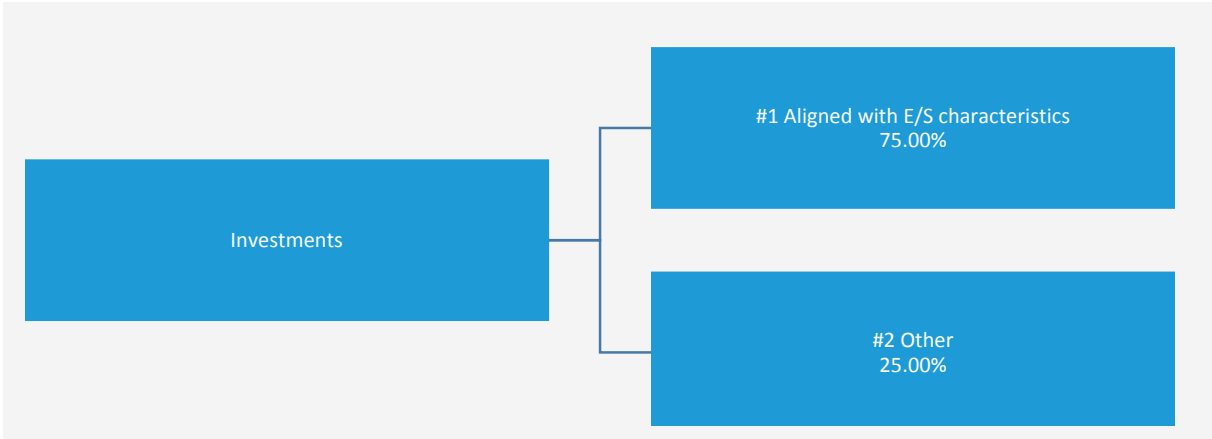 Investments
#1 Aligned with E/S characteristics
75.00%
#2 Other
25.00%